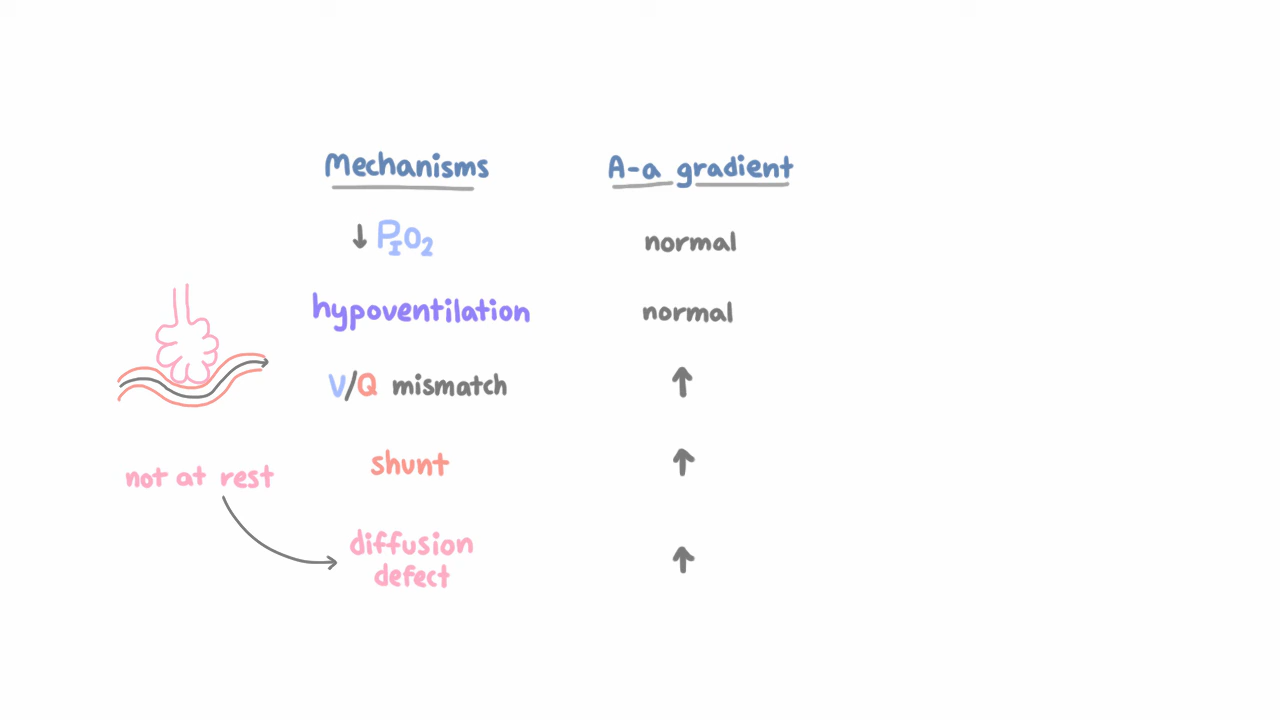 Mechanisms A-a gradient
↓ PIO2 normal
hypoventilation normal
V/Q mismatch ↑
shunt ↑
not at rest
diffusion
defect ↑